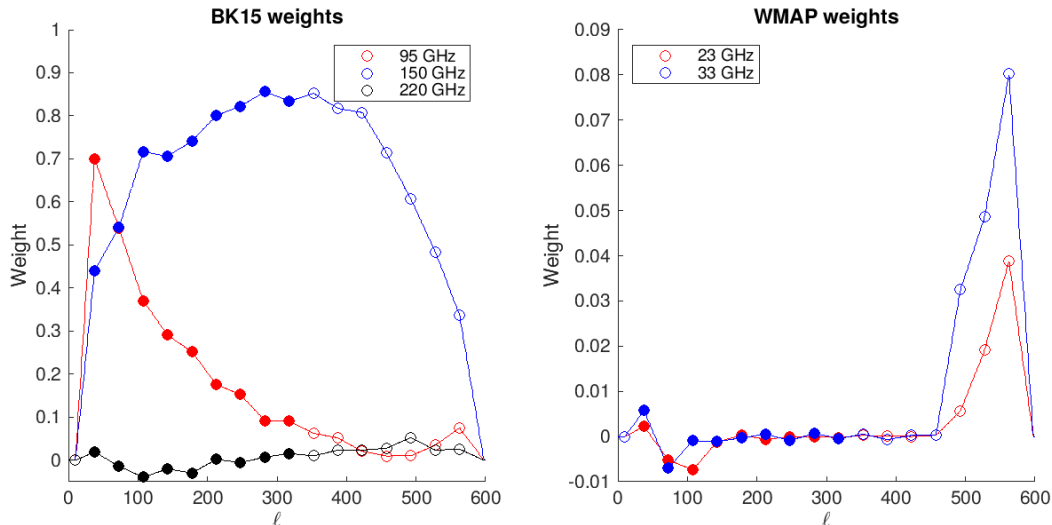 BK15 weights
1
0.9
0.8
0.7
0.6
0.5
0.4
0.3
0.2
0.1
0
Weight
95 GHz
150 GHz
220 GHz
0 100 200 300 400 500 600
ℓ
WMAP weights
0.09
0.08
0.07
0.06
0.05
0.04
0.03
0.02
0.01
0
-0.01
Weight
23 GHz
33 GHz
0 100 200 300 400 500 600
ℓ